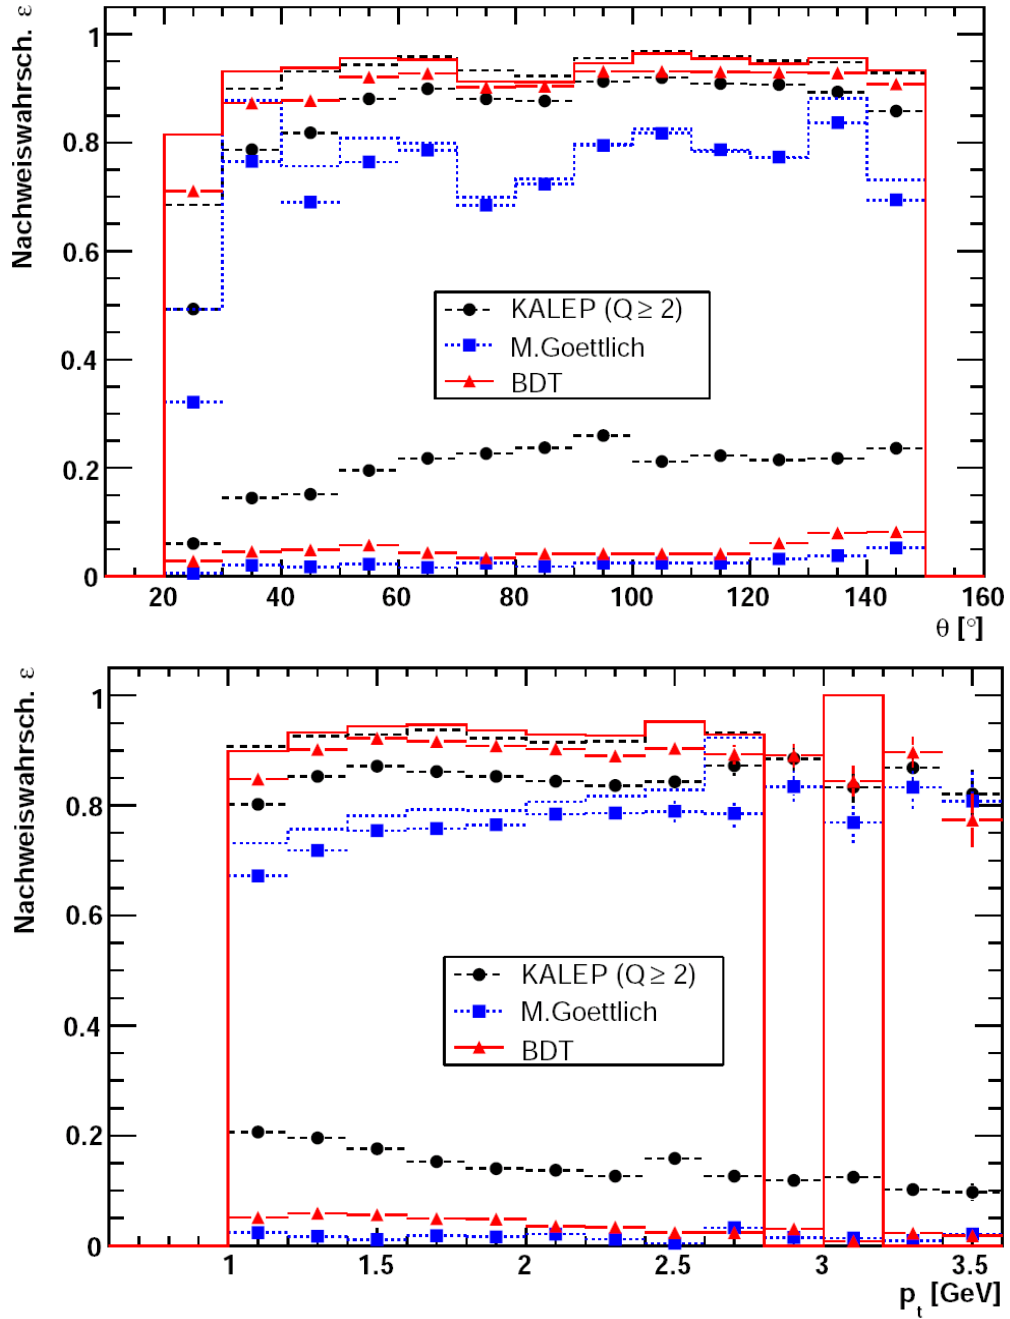 Nachweiswahrsch. ε
1
0.8
0.6
0.4
0.2
0
KALEP (Q ≥ 2)
M.Goettlich
BDT
20 40 60 80 100 120 140 160
θ [°]
Nachweiswahrsch. ε
1
0.8
0.6
0.4
0.2
0
KALEP (Q ≥ 2)
M.Goettlich
BDT
1 1.5 2 2.5 3 3.5
p_t [GeV]